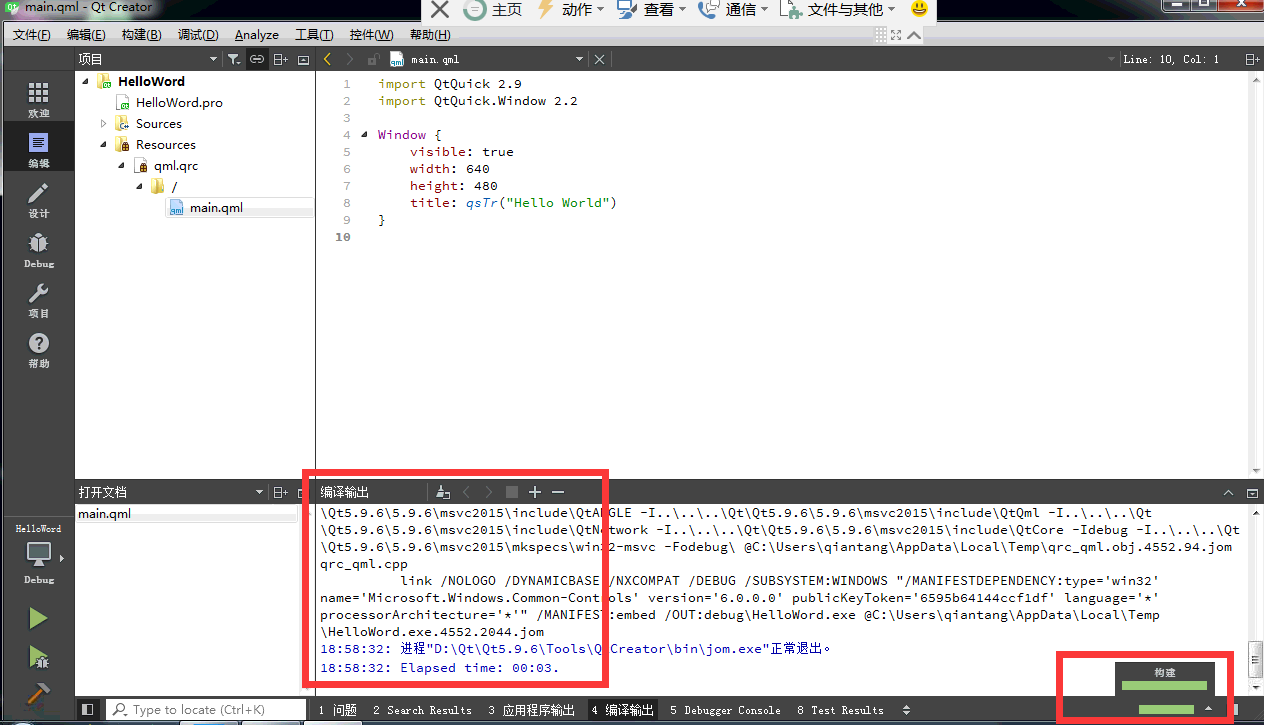 main.qml - Qt Creator
主页 动作 查看 通信 文件与其他
文件(F) 编辑(E) 构建(B) 调试(D) Analyze 工具(T) 控件(W) 帮助(H)
项目
main.qml
Line: 10, Col: 1
欢迎
编辑
设计
Debug
项目
帮助
HelloWord
HelloWord.pro
Sources
Resources
qml.qrc
/
main.qml
1 import QtQuick 2.9
2 import QtQuick.Window 2.2
3
4 Window {
5 visible: true
6 width: 640
7 height: 480
8 title: qsTr("Hello World")
9 }
10
打开文档
main.qml
编译输出
\Qt5.9.6\5.9.6\msvc2015\include\QtANGLE -I..\..\..\Qt\Qt5.9.6\5.9.6\msvc2015\include\QtQml -I..\..\..\Qt
\Qt5.9.6\5.9.6\msvc2015\include\QtNetwork -I..\..\..\Qt\Qt5.9.6\5.9.6\msvc2015\include\QtCore -Idebug -I..\..\..\Qt
\Qt5.9.6\5.9.6\msvc2015\mkspecs\win32-msvc -Fodebug\ @C:\Users\qiantang\AppData\Local\Temp\qrc_qml.obj.4552.94.jom
qrc_qml.cpp
link /NOLOGO /DYNAMICBASE /NXCOMPAT /DEBUG /SUBSYSTEM:WINDOWS "/MANIFESTDEPENDENCY:type='win32'
name='Microsoft.Windows.Common-Controls' version='6.0.0.0' publicKeyToken='6595b64144ccf1df' language='*'
processorArchitecture='*'" /MANIFEST:embed /OUT:debug\HelloWord.exe @C:\Users\qiantang\AppData\Local\Temp
\HelloWord.exe.4552.2044.jom
18:58:32: 进程"D:\Qt\Qt5.9.6\Tools\QtCreator\bin\jom.exe"正常退出。
18:58:32: Elapsed time: 00:03.
HelloWord
Debug
构建
Type to locate (Ctrl+K)
1 问题 2 Search Results 3 应用程序输出 4 编译输出 5 Debugger Console 8 Test Results